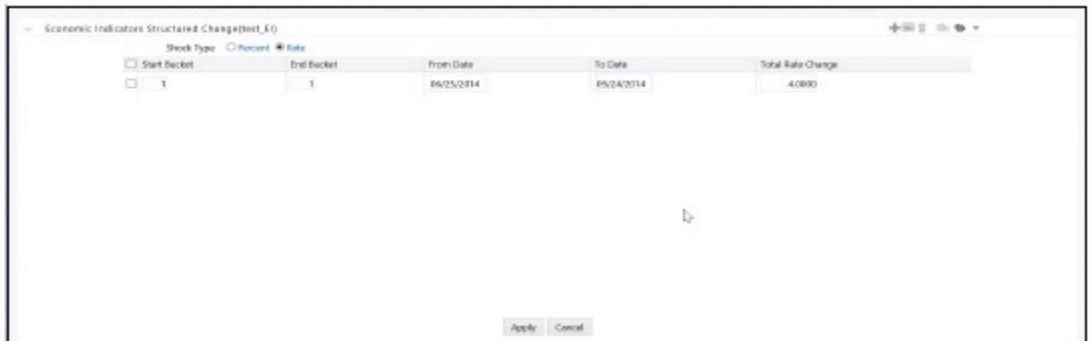 Economic Indicators Structured Change(test_EI)
Shock Type Percent Rate
Start Bucket End Bucket From Date To Date Total Rate Change
1 1 06/25/2014 09/24/2014 4.0000
Apply Cancel